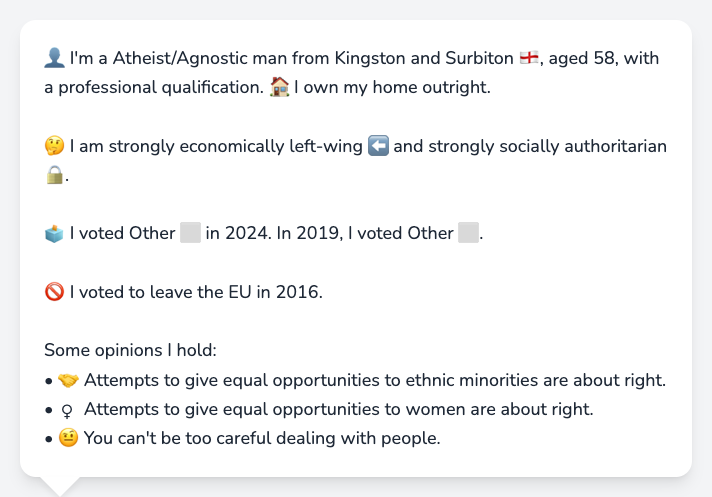 👤 I'm a Atheist/Agnostic man from Kingston and Surbiton 🏴󠁧󠁢󠁥󠁮󠁧󠁿, aged 58, with
a professional qualification. 🏠 I own my home outright.
🤔 I am strongly economically left-wing ⬅️ and strongly socially authoritarian
🔒.
🗳️ I voted Other ⬜ in 2024. In 2019, I voted Other ⬜.
🚫 I voted to leave the EU in 2016.
Some opinions I hold:
• 🤝 Attempts to give equal opportunities to ethnic minorities are about right.
• ♀ Attempts to give equal opportunities to women are about right.
• 🤨 You can't be too careful dealing with people.